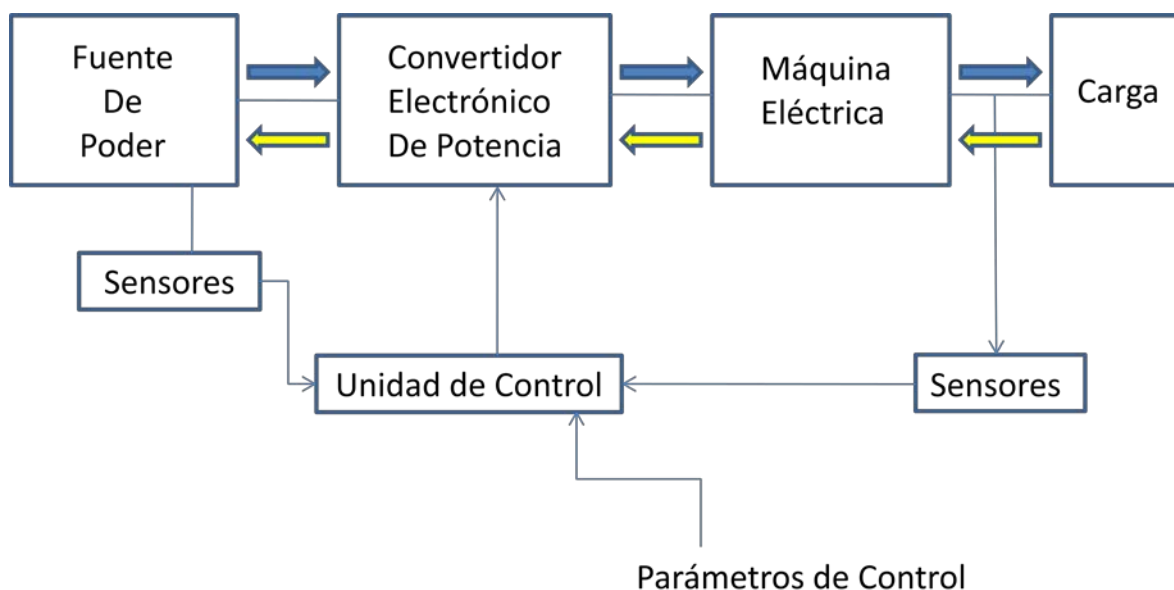 Fuente
De
Poder
Convertidor
Electrónico
De Potencia
Máquina
Eléctrica
Carga
Sensores
Unidad de Control
Sensores
Parámetros de Control